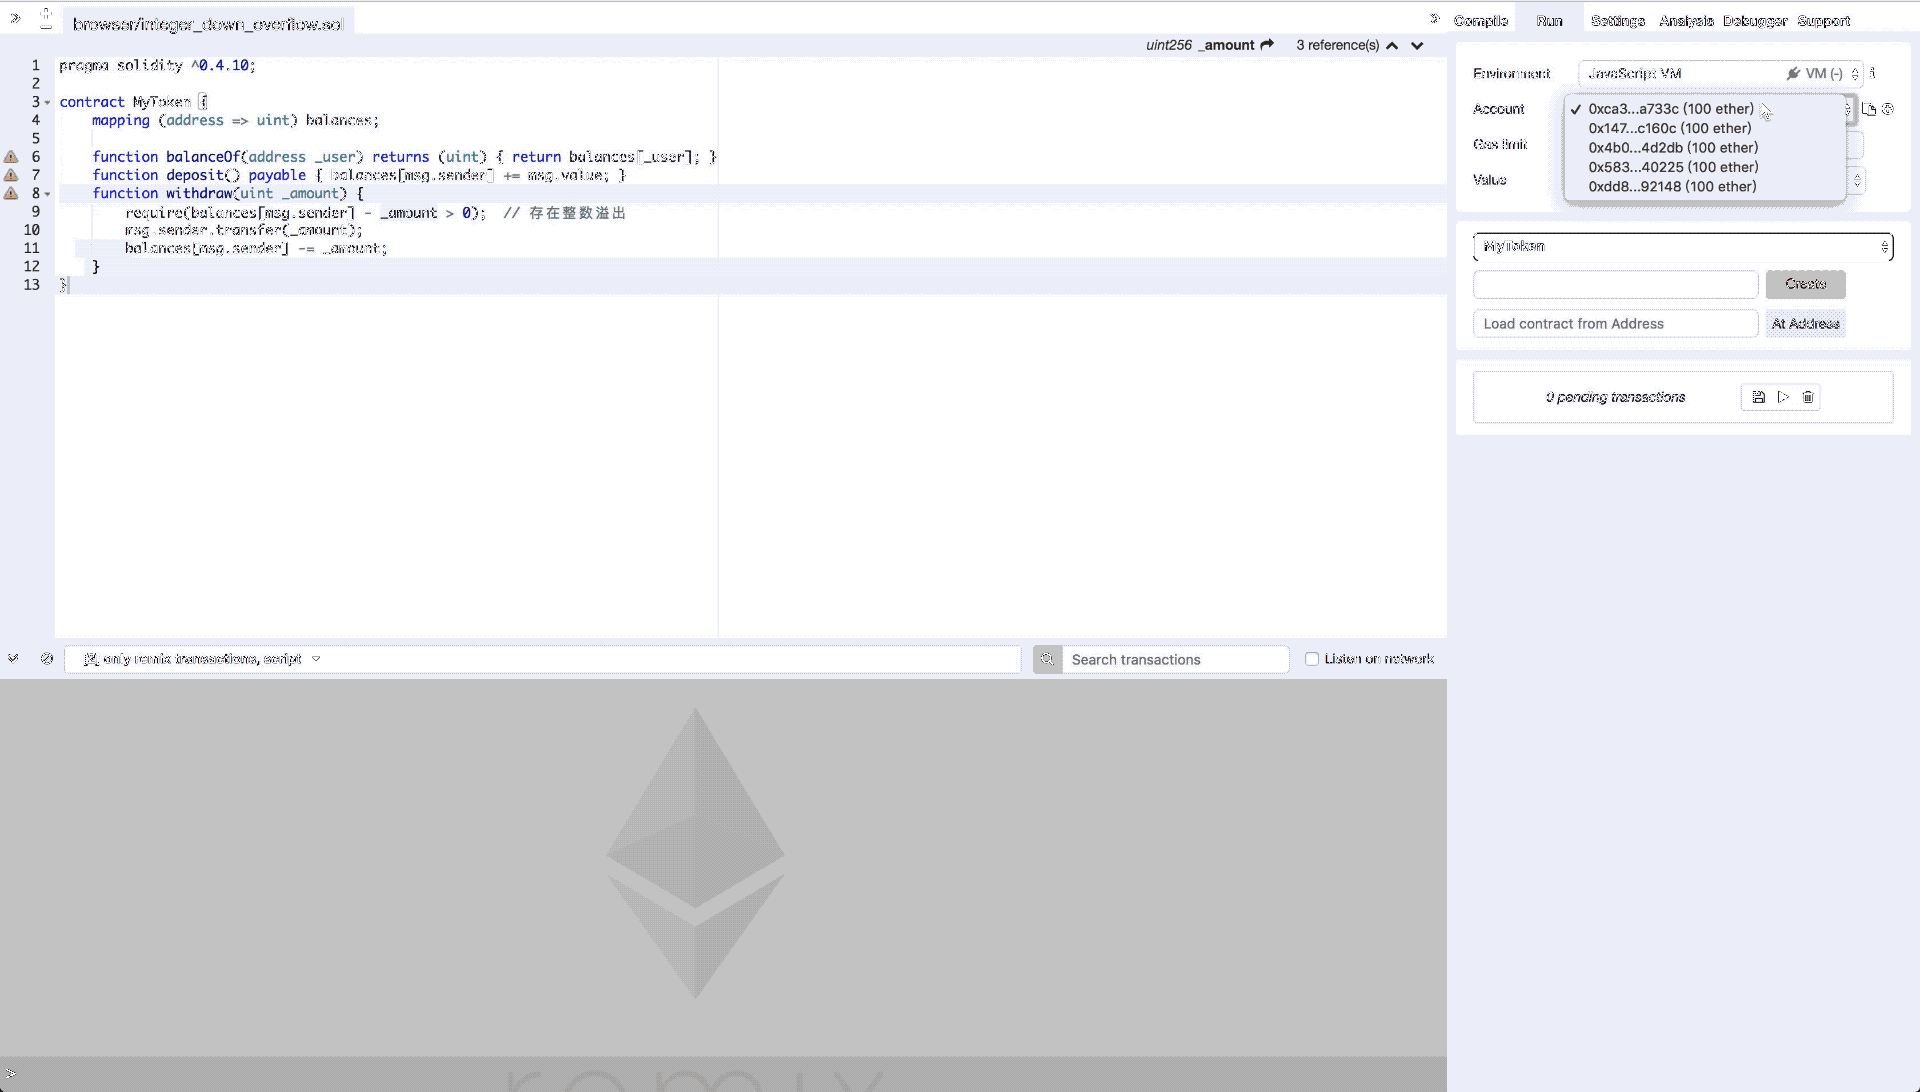 browser/integer_down_overflow.sol
uint256 _amount 3 reference(s)
1 pragma solidity ^0.4.10;
2
3 contract MyToken {
4 mapping (address => uint) balances;
5
6 function balanceOf(address _user) returns (uint) { return balances[_user]; }
7 function deposit() payable { balances[msg.sender] += msg.value; }
8 function withdraw(uint _amount) {
9 require(balances[msg.sender] - _amount > 0); // 存在整数溢出
10 msg.sender.transfer(_amount);
11 balances[msg.sender] -= _amount;
12 }
13 }
[2] only remix transactions, script
Search transactions
Listen on network
remix
>
Compile Run Settings Analysis Debugger Support
Environment JavaScript VM VM (-) i
Account
✓ 0xca3...a733c (100 ether)
0x147...c160c (100 ether)
0x4b0...4d2db (100 ether)
0x583...40225 (100 ether)
0xdd8...92148 (100 ether)
Gas limit
Value
MyToken
Create
Load contract from Address At Address
0 pending transactions